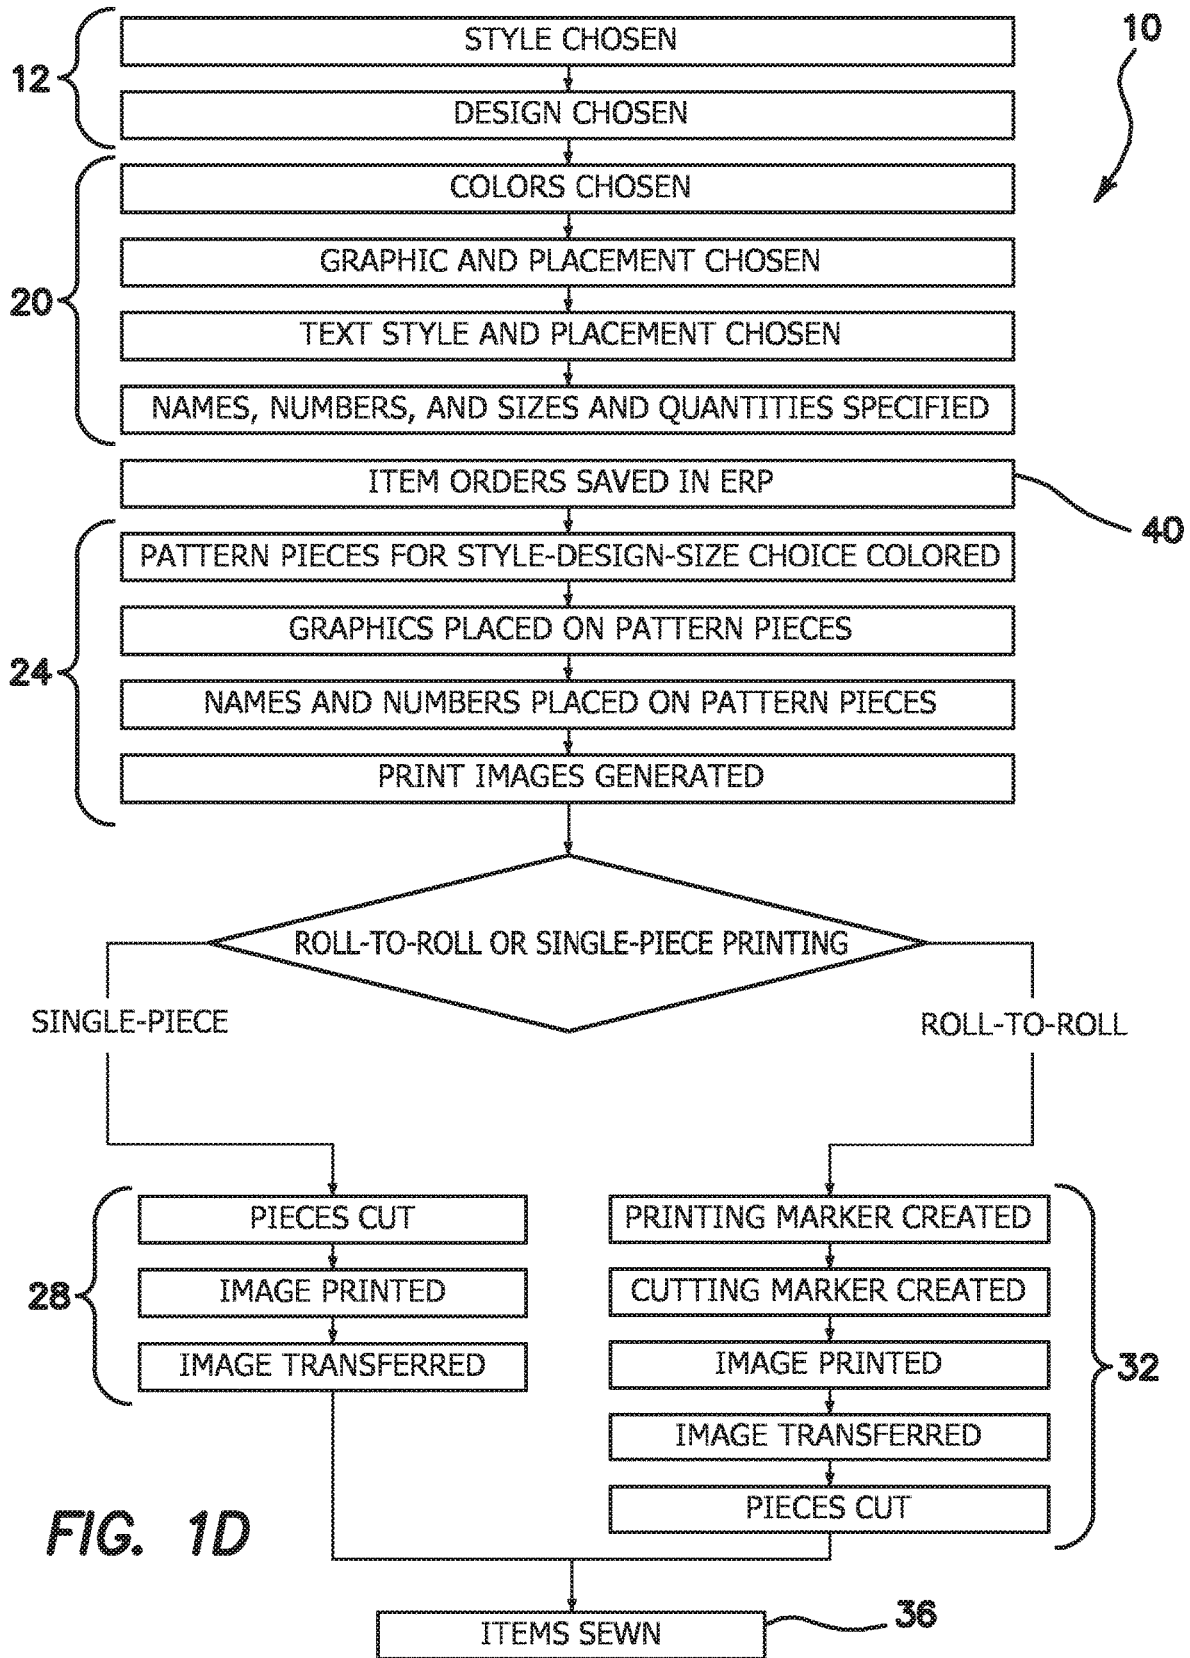 STYLE CHOSEN
10
12
DESIGN CHOSEN
COLORS CHOSEN
GRAPHIC AND PLACEMENT CHOSEN
20
TEXT STYLE AND PLACEMENT CHOSEN
NAMES, NUMBERS, AND SIZES AND QUANTITIES SPECIFIED
ITEM ORDERS SAVED IN ERP
40
PATTERN PIECES FOR STYLE-DESIGN-SIZE CHOICE COLORED
GRAPHICS PLACED ON PATTERN PIECES
24
NAMES AND NUMBERS PLACED ON PATTERN PIECES
PRINT IMAGES GENERATED
ROLL-TO-ROLL OR SINGLE-PIECE PRINTING
SINGLE-PIECE
ROLL-TO-ROLL
PIECES CUT
28
IMAGE PRINTED
IMAGE TRANSFERRED
PRINTING MARKER CREATED
CUTTING MARKER CREATED
IMAGE PRINTED
32
IMAGE TRANSFERRED
PIECES CUT
FIG. 1D
ITEMS SEWN
36